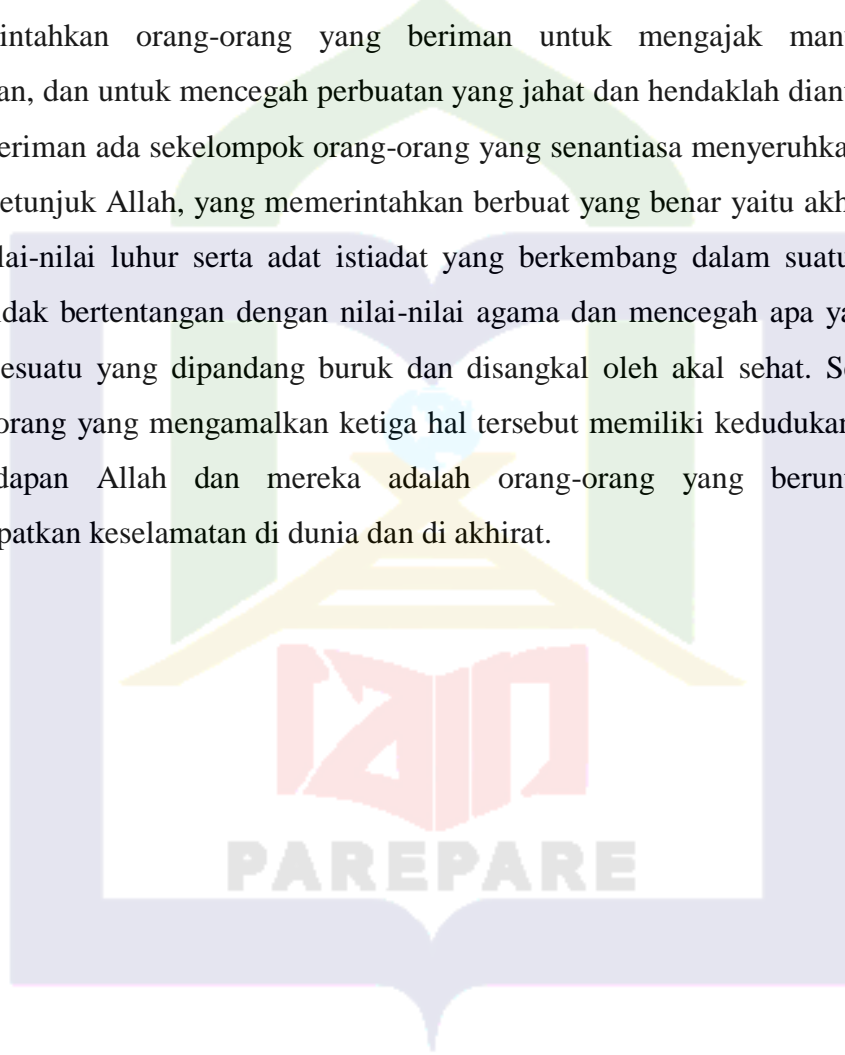 intahkan orang-orang yang beriman untuk mengajak man
an, dan untuk mencegah perbuatan yang jahat dan hendaklah diant
eriman ada sekelompok orang-orang yang senantiasa menyeruhka
etunjuk Allah, yang memerintahkan berbuat yang benar yaitu akh
lai-nilai luhur serta adat istiadat yang berkembang dalam suatu
idak bertentangan dengan nilai-nilai agama dan mencegah apa ya
esuatu yang dipandang buruk dan disangkal oleh akal sehat. Se
orang yang mengamalkan ketiga hal tersebut memiliki kedudukan
dapan Allah dan mereka adalah orang-orang yang berunt
patkan keselamatan di dunia dan di akhirat.
iain
PAREPARE